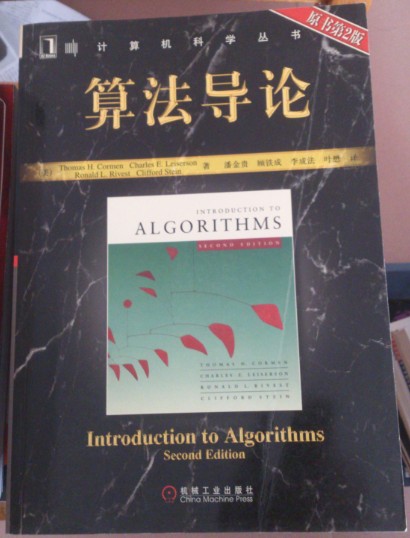 原书第2版
计算机科学丛书
算法导论
(美) Thomas H. Cormen Charles E. Leiserson 著 潘金贵 顾铁成 李成法 叶懋 译
Ronald L. Rivest Clifford Stein
INTRODUCTION TO
ALGORITHMS
SECOND EDITION
THOMAS H. CORMEN
CHARLES E. LEISERSON
RONALD L. RIVEST
CLIFFORD STEIN
Introduction to Algorithms
Second Edition
机械工业出版社
China Machine Press